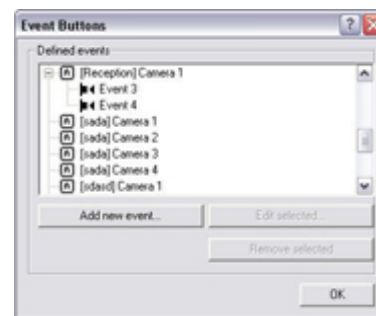 Event Buttons
Defined events
[Reception] Camera 1
Event 3
Event 4
[sada] Camera 1
[sada] Camera 2
[sada] Camera 3
[sada] Camera 4
[sdasd] Camera 1
Add new event...
Edit selected...
Remove selected
OK